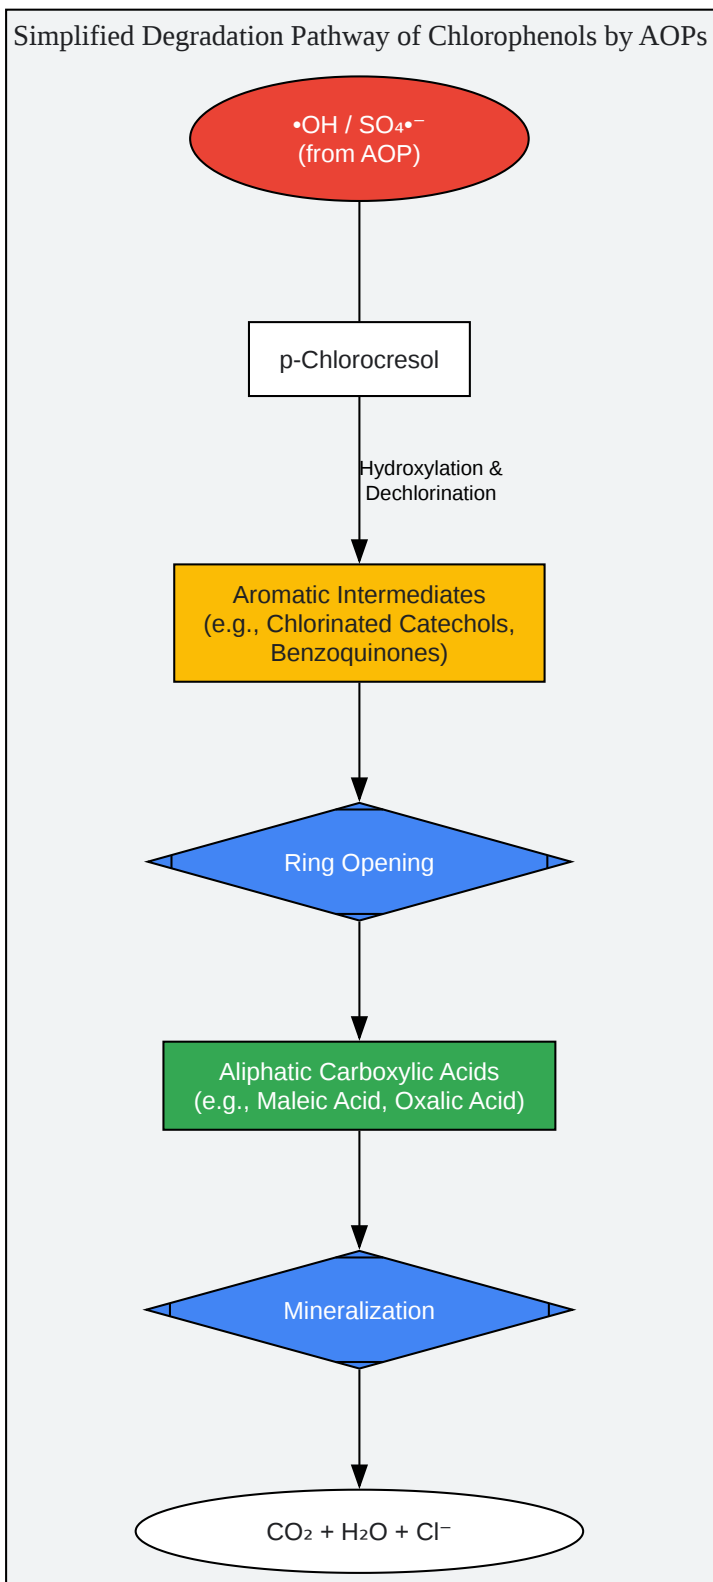 Simplified Degradation Pathway of Chlorophenols by AOPs
•OH / SO₄•⁻
(from AOP)
p-Chlorocresol
Hydroxylation &
Dechlorination
Aromatic Intermediates
(e.g., Chlorinated Catechols,
Benzoquinones)
Ring Opening
Aliphatic Carboxylic Acids
(e.g., Maleic Acid, Oxalic Acid)
Mineralization
CO₂ + H₂O + Cl⁻